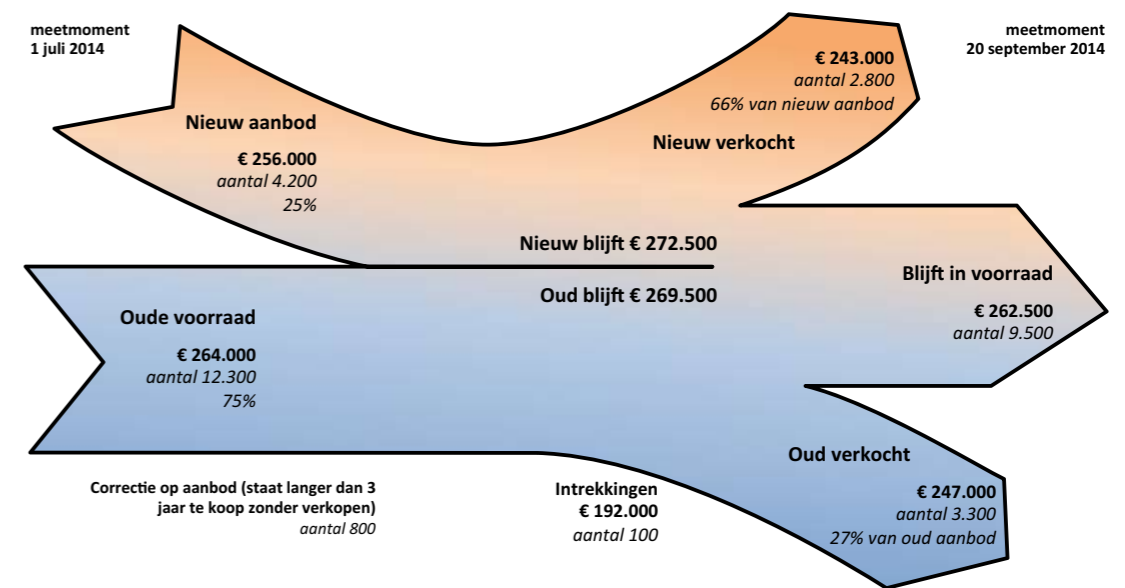 meetmoment
1 juli 2014
meetmoment
20 september 2014
€ 243.000
aantal 2.800
66% van nieuw aanbod
Nieuw verkocht
Nieuw aanbod
€ 256.000
aantal 4.200
25%
Nieuw blijft € 272.500
Oud blijft € 269.500
Blijft in voorraad
€ 262.500
aantal 9.500
Oude voorraad
€ 264.000
aantal 12.300
75%
Oud verkocht
€ 247.000
aantal 3.300
27% van oud aanbod
Correctie op aanbod (staat langer dan 3
jaar te koop zonder verkopen)
aantal 800
Intrekkingen
€ 192.000
aantal 100